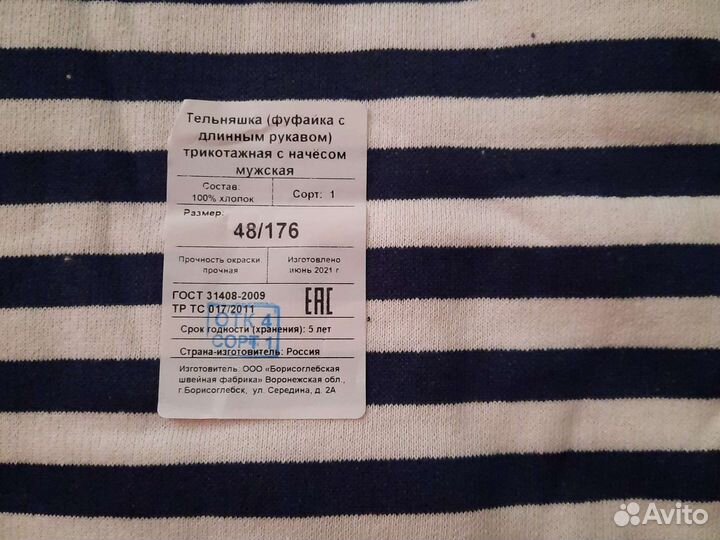 Тельняшка (фуфайка с
длинным рукавом)
трикотажная с начёсом
мужская
Состав:
100% хлопок
Сорт: 1
Размер:
48/176
Прочность окраски
прочная
Изготовлено
июнь 2021 г
ГОСТ 31408-2009
ТР ТС 017/2011
EAC
ОТК 4
СОРТ 1
Срок годности (хранения): 5 лет
Страна-изготовитель: Россия
Изготовитель: ООО «Борисоглебская
швейная фабрика» Воронежская обл.,
г.Борисоглебск, ул. Середина, д. 2А
Avito